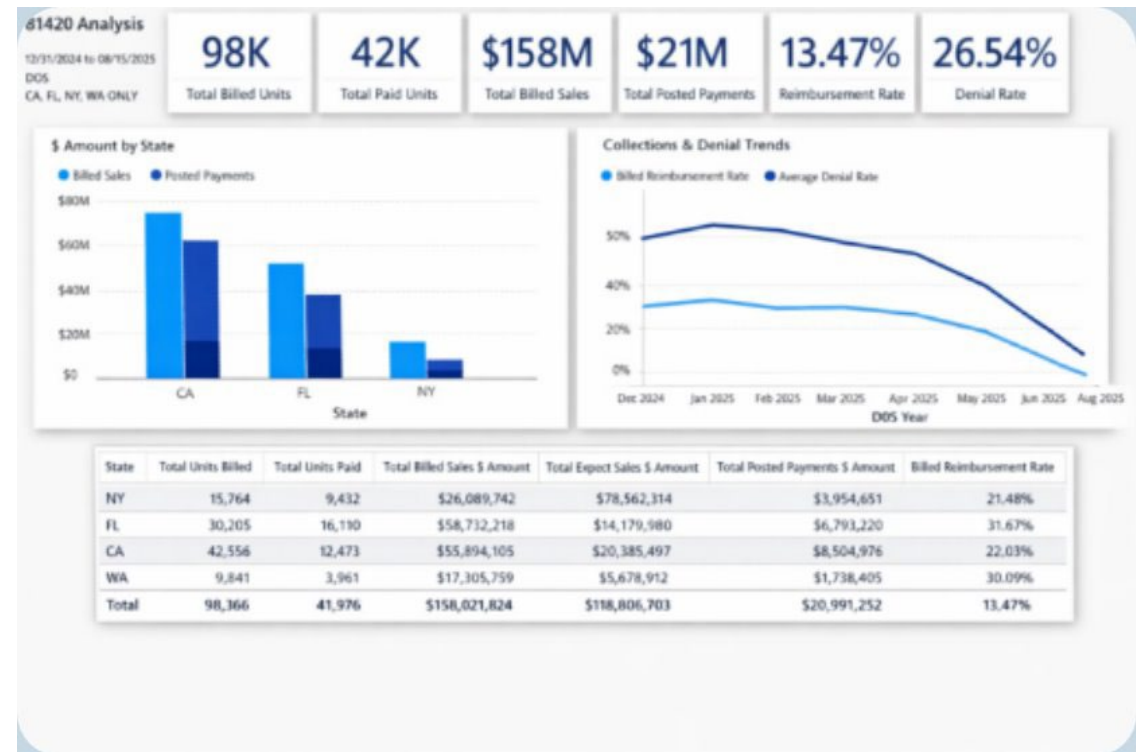 81420 Analysis
12/31/2024 to 08/15/2025
DOS
CA, FL, NY, WA ONLY
98K
Total Billed Units
42K
Total Paid Units
$158M
Total Billed Sales
$21M
Total Posted Payments
13.47%
Reimbursement Rate
26.54%
Denial Rate
$ Amount by State
Billed Sales Posted Payments
$80M
$60M
$40M
$20M
$0
CA FL NY
State
Collections & Denial Trends
Billed Reimbursement Rate Average Denial Rate
50%
40%
20%
0%
Dec 2024 Jan 2025 Feb 2025 Mar 2025 Apr 2025 May 2025 Jun 2025 Aug 2025
DOS Year
State Total Units Billed Total Units Paid Total Billed Sales $ Amount Total Expect Sales $ Amount Total Posted Payments $ Amount Billed Reimbursement Rate
NY 15,764 9,432 $26,089,742 $78,562,314 $3,954,651 21.48%
FL 30,205 16,110 $58,732,218 $14,179,980 $6,793,220 31.67%
CA 42,556 12,473 $55,894,105 $20,385,497 $8,504,976 22.03%
WA 9,841 3,961 $17,305,759 $5,678,912 $1,738,405 30.09%
Total 98,366 41,976 $158,021,824 $118,806,703 $20,991,252 13.47%